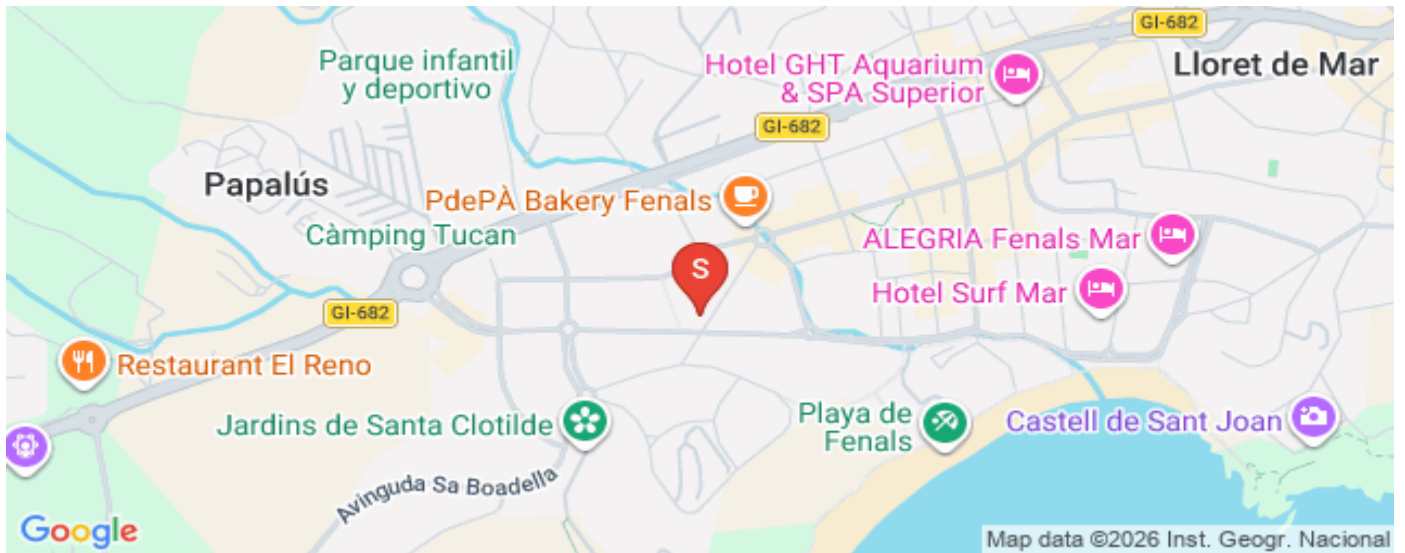 GI-682
Lloret de Mar
Parque infantil
y deportivo
Hotel GHT Aquarium
& SPA Superior
GI-682
Papalús
PdePÀ Bakery Fenals
Càmping Tucan
ALEGRIA Fenals Mar
S
Hotel Surf Mar
GI-682
Restaurant El Reno
Jardins de Santa Clotilde
Playa de
Fenals
Castell de Sant Joan
Avinguda Sa Boadella
Google
Map data ©2026 Inst. Geogr. Nacional